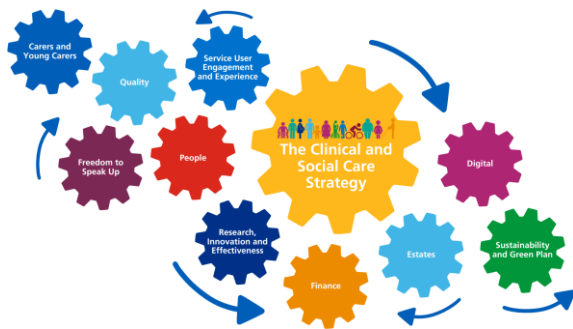 Carers and
Young Carers
Quality
Service User
Engagement
and Experience
Freedom to
Speak Up
People
The Clinical and
Social Care
Strategy
Digital
Research,
Innovation and
Effectiveness
Finance
Estates
Sustainability
and Green Plan